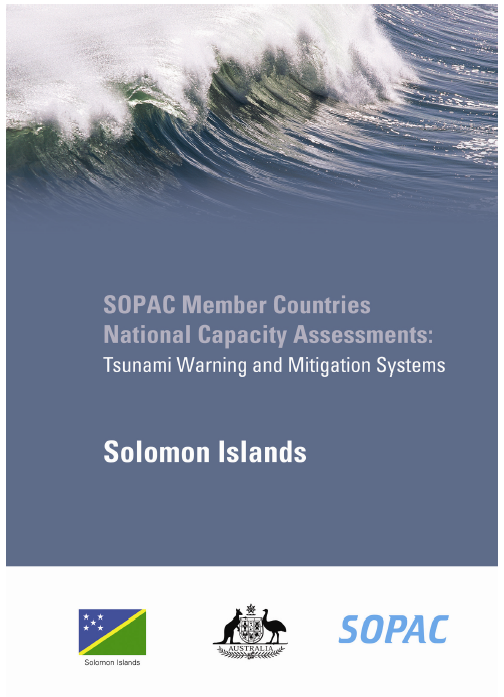 SOPAC Member Countries
National Capacity Assessments:
Tsunami Warning and Mitigation Systems
Solomon Islands
Solomon Islands
AUSTRALIA
SOPAC